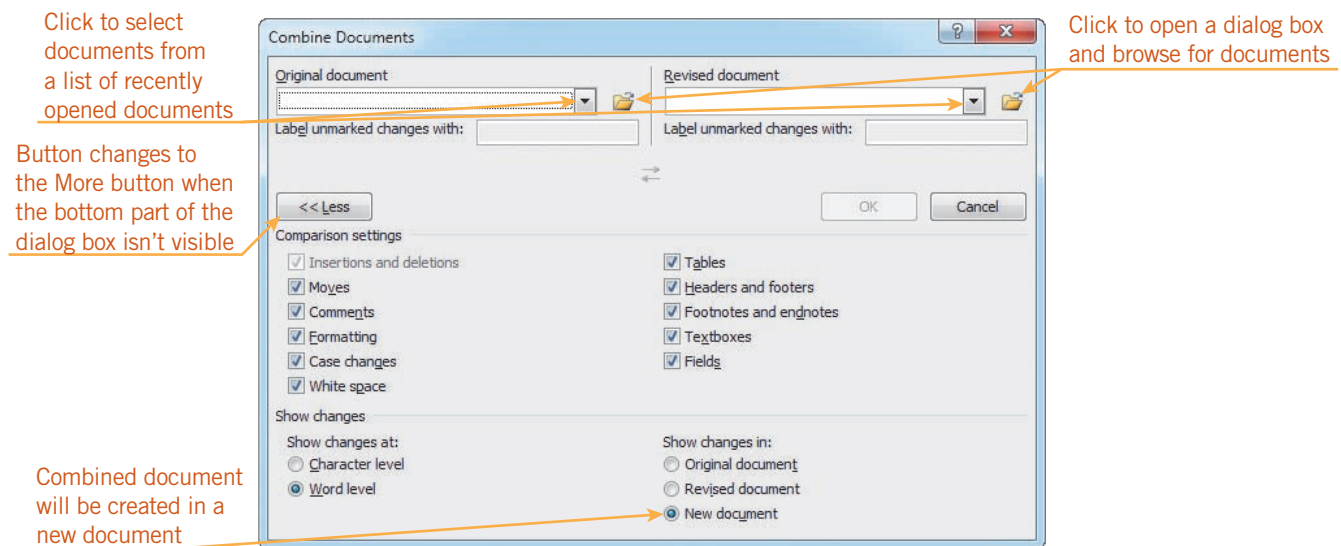 Click to select
documents from
a list of recently
opened documents
Click to open a dialog box
and browse for documents
Button changes to
the More button when
the bottom part of the
dialog box isn't visible
Combined document
will be created in a
new document
Combine Documents
?
Original document
Revised document
Label unmarked changes with:
Label unmarked changes with:
<< Less
OK
Cancel
Comparison settings
Insertions and deletions
Moves
Comments
Formatting
Case changes
White space
Tables
Headers and footers
Footnotes and endnotes
Textboxes
Fields
Show changes
Show changes at:
Character level
Word level
Show changes in:
Original document
Revised document
New document